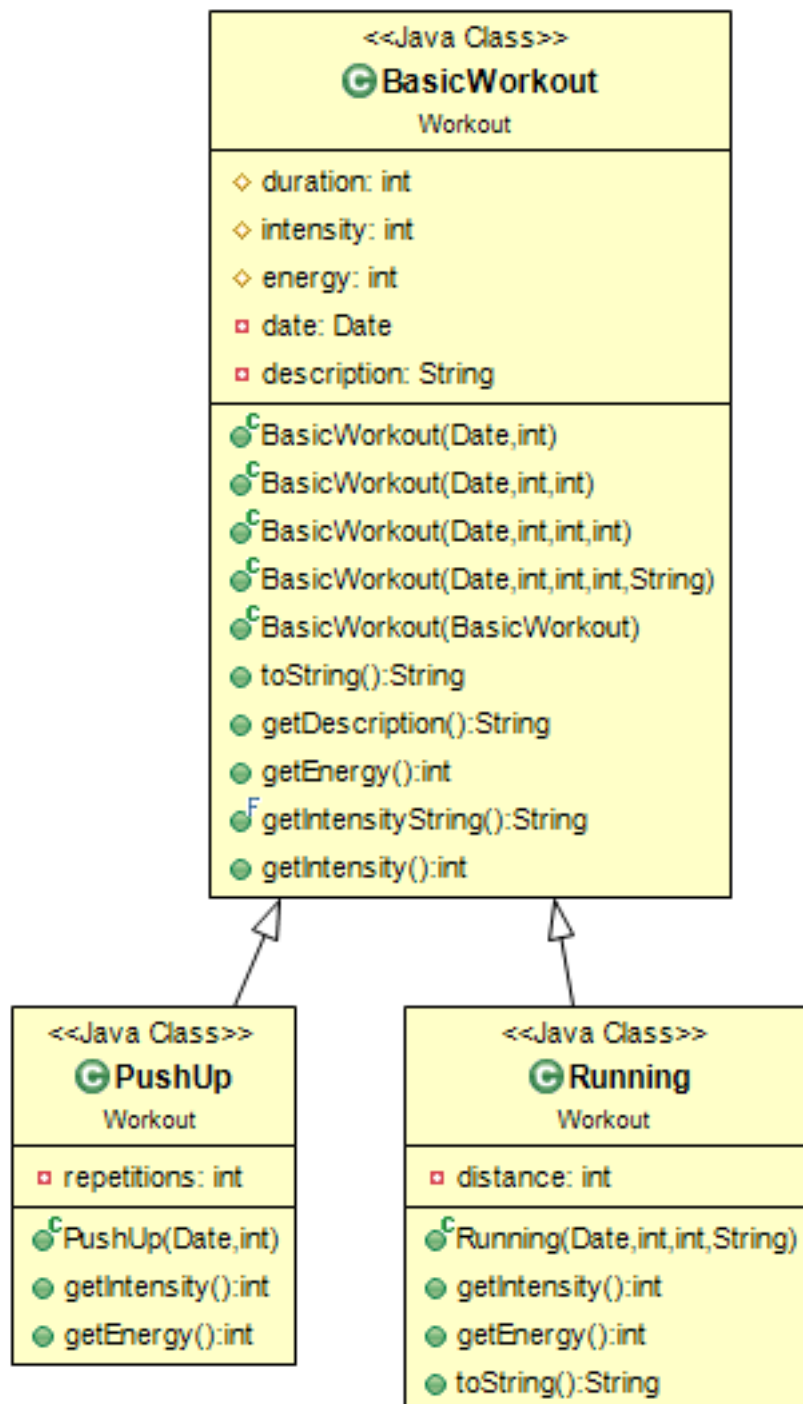 <<Java Class>>
BasicWorkout
Workout
duration: int
intensity: int
energy: int
date: Date
description: String
BasicWorkout(Date,int)
BasicWorkout(Date,int,int)
BasicWorkout(Date,int,int,int)
BasicWorkout(Date,int,int,int,String)
BasicWorkout(BasicWorkout)
toString():String
getDescription():String
getEnergy():int
getIntensityString():String
getIntensity():int
<<Java Class>>
PushUp
Workout
repetitions: int
PushUp(Date,int)
getIntensity():int
getEnergy():int
<<Java Class>>
Running
Workout
distance: int
Running(Date,int,int,String)
getIntensity():int
getEnergy():int
toString():String